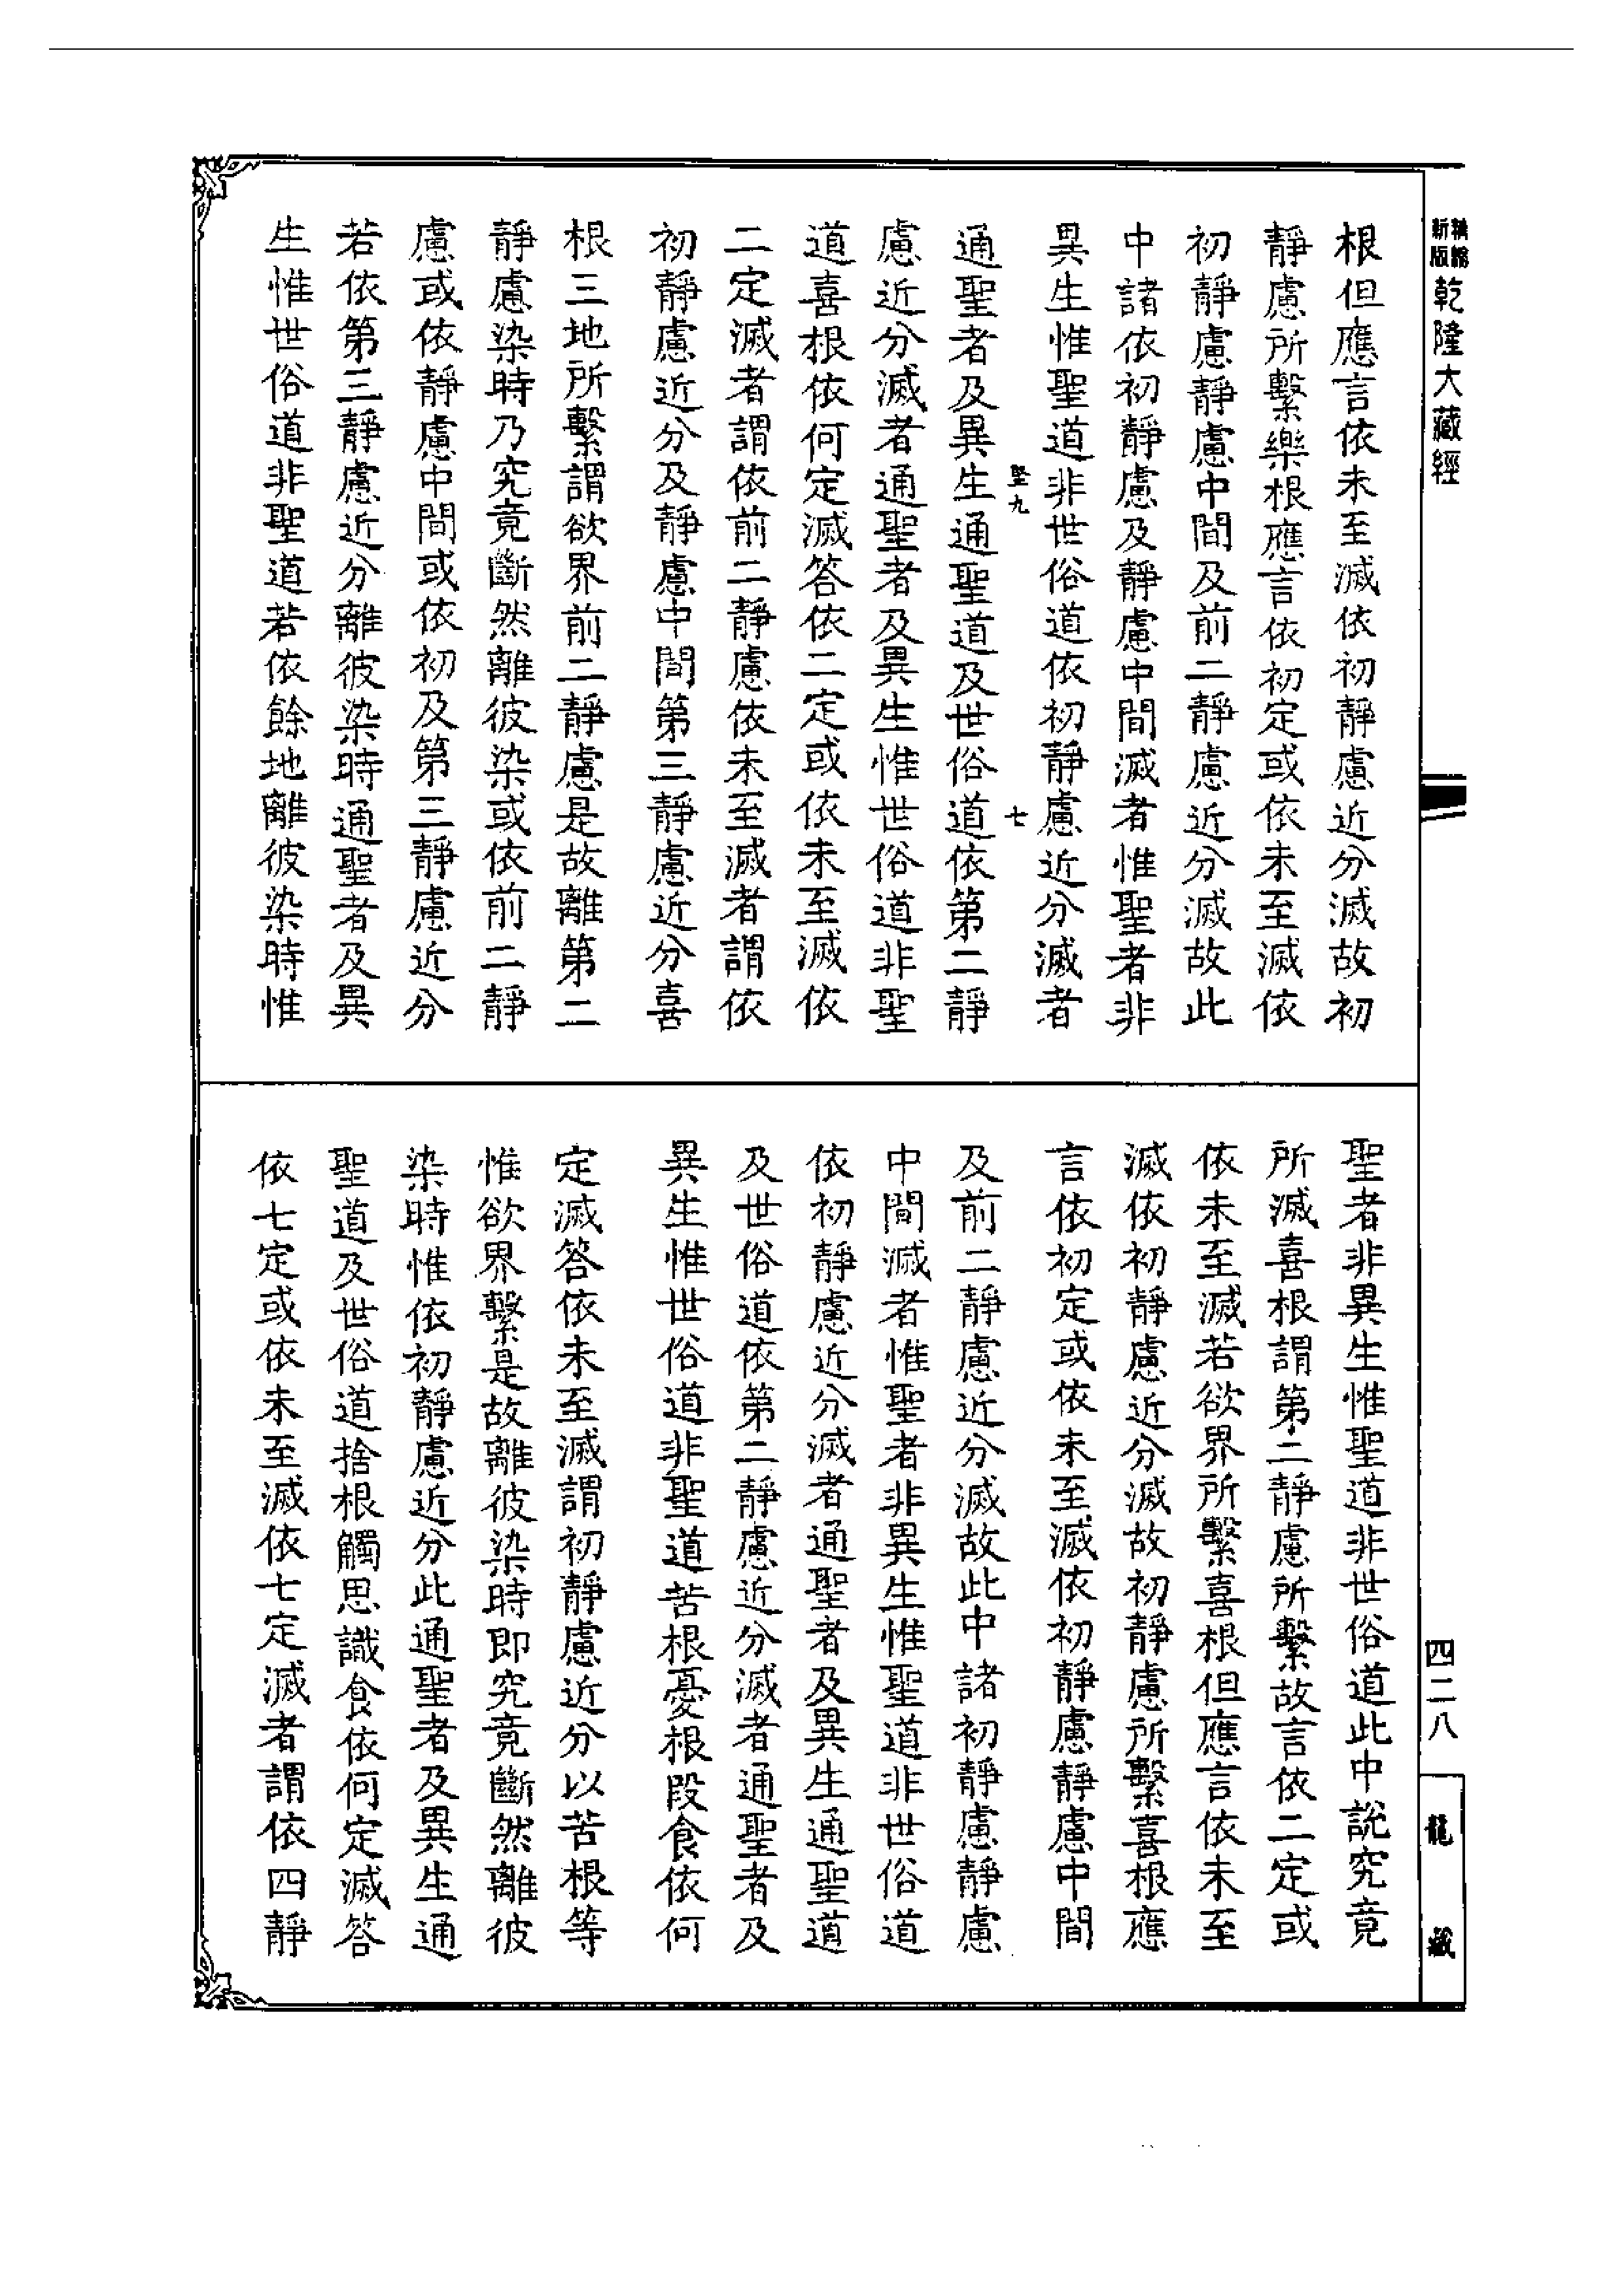 精編新版
乾隆大藏經
根但應言依未至滅依初靜慮近分滅故初
靜慮所繫樂根應言依初定或依未至滅依
初靜慮靜慮中間及前二靜慮近分滅故此
中諸依初靜慮及靜慮中間滅者惟聖者非
異生惟聖道非世俗道依初靜慮近分滅者
堅九
七
通聖者及異生通聖道及世俗道依第二靜
慮近分滅者通聖者及異生惟世俗道非聖
道喜根依何定滅答依二定或依未至滅依
二定滅者謂依前二靜慮依未至滅者謂依
初靜慮近分及靜慮中間第三靜慮近分喜
根三地所繫謂欲界前二靜慮是故離第二
靜慮染時乃究竟斷然離彼染或依前二靜
慮或依靜慮中間或依初及第三靜慮近分
若依第三靜慮近分離彼染時通聖者及異
生惟世俗道非聖道若依餘地離彼染時惟
聖者非異生惟聖道非世俗道此中說究竟
所滅喜根謂第二靜慮所繫故言依二定或
依未至滅若欲界所繫喜根但應言依未至
滅依初靜慮近分滅故初靜慮所繫喜根應
言依初定或依未至滅依初靜慮靜慮中間
及前二靜慮近分滅故此中諸初靜慮靜慮
中間滅者惟聖者非異生惟聖道非世俗道
依初靜慮近分滅者通聖者及異生通聖道
及世俗道依第二靜慮近分滅者通聖者及
異生惟世俗道非聖道苦根憂根段食依何
定滅答依未至滅謂初靜慮近分以苦根等
惟欲界繫是故離彼染時即究竟斷然離彼
染時惟依初靜慮近分此通聖者及異生通
聖道及世俗道捨根觸思識食依何定滅答
依七定或依未至滅依七定滅者謂依四靜
四二八
龍藏